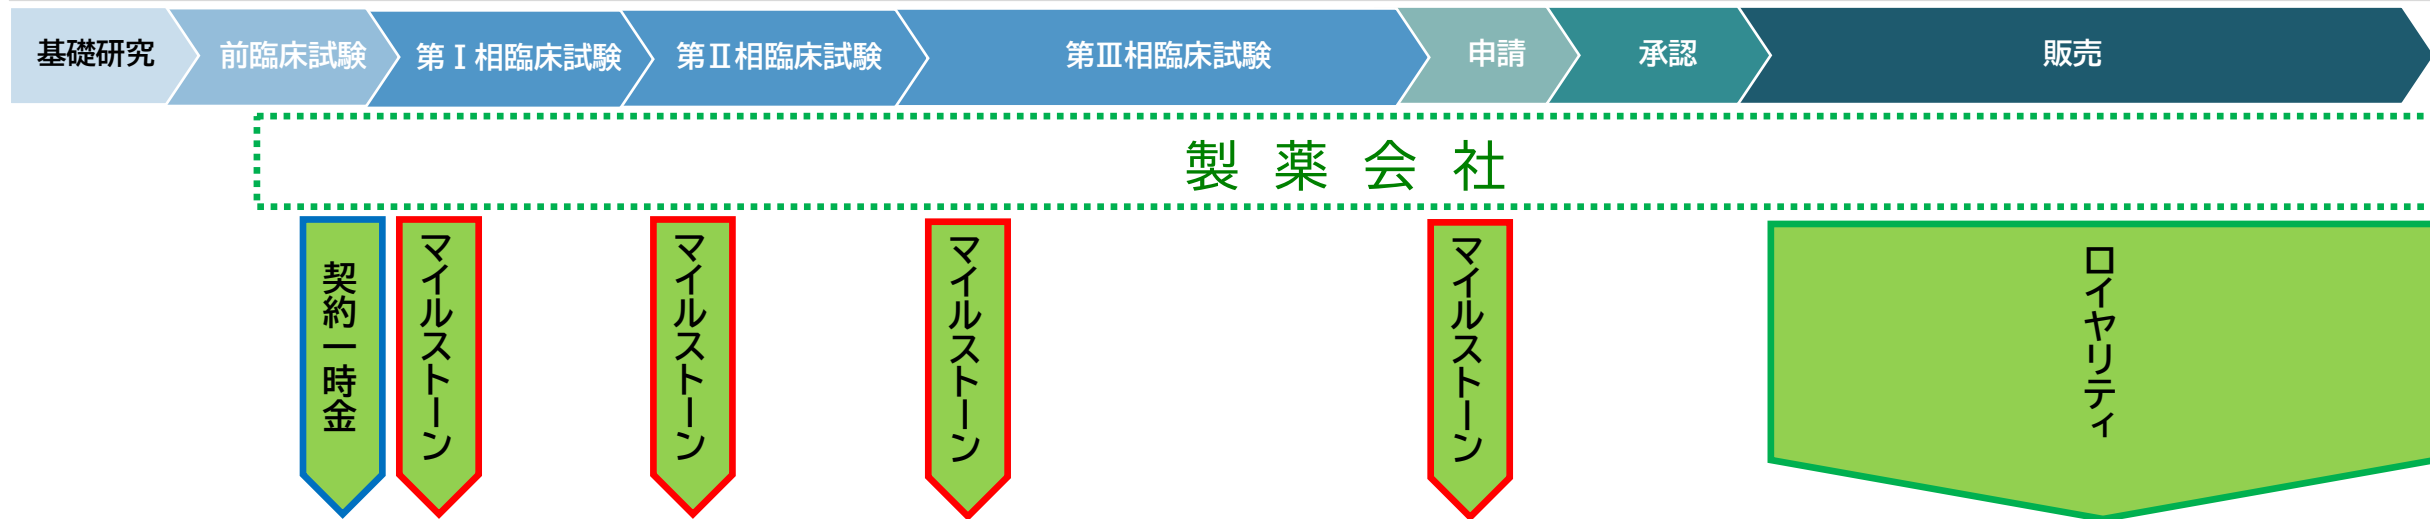 基礎研究
前臨床試験
第Ⅰ相臨床試験
第Ⅱ相臨床試験
第Ⅲ相臨床試験
申請
承認
販売
製薬会社
契約一時金
マイルストーン
マイルストーン
マイルストーン
マイルストーン
ロイヤリティ